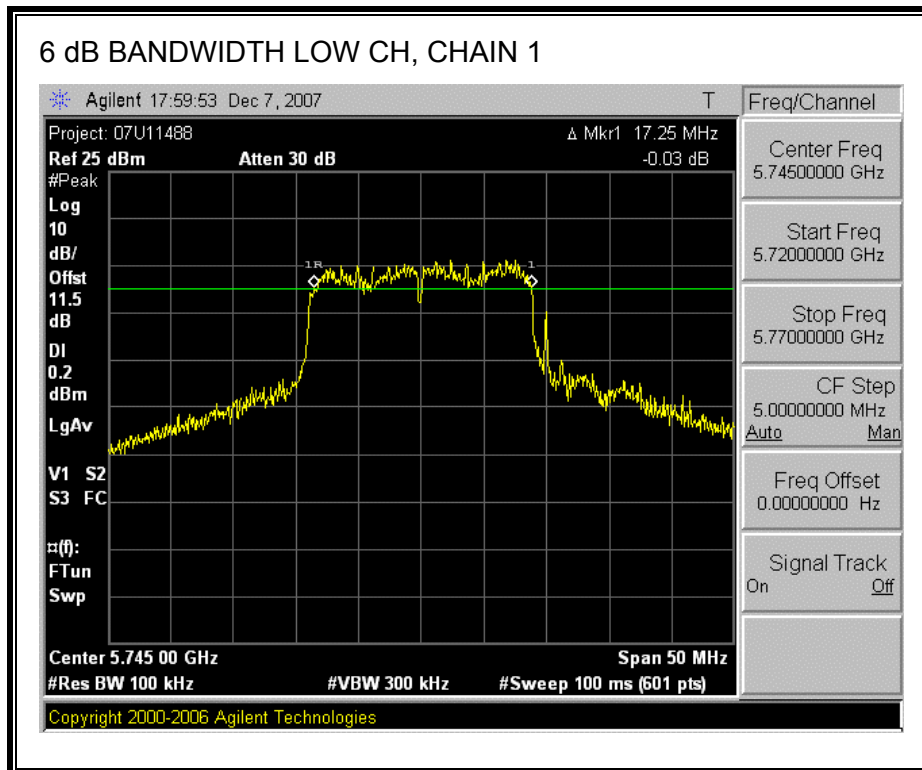 6 dB BANDWIDTH LOW CH, CHAIN 1
Agilent 17:59:53 Dec 7, 2007 T
Freq/Channel
Project: 07U11488 Δ Mkr1 17.25 MHz
Ref 25 dBm Atten 30 dB -0.03 dB
#Peak
Log
10
dB/
Offst
11.5
dB
DI
0.2
dBm
LgAv
V1 S2
S3 FC
¤(f):
FTun
Swp
1R
1
Center 5.745 00 GHz Span 50 MHz
#Res BW 100 kHz #VBW 300 kHz #Sweep 100 ms (601 pts)
Copyright 2000-2006 Agilent Technologies
Center Freq
5.74500000 GHz
Start Freq
5.72000000 GHz
Stop Freq
5.77000000 GHz
CF Step
5.00000000 MHz
Auto Man
Freq Offset
0.00000000 Hz
Signal Track
On Off